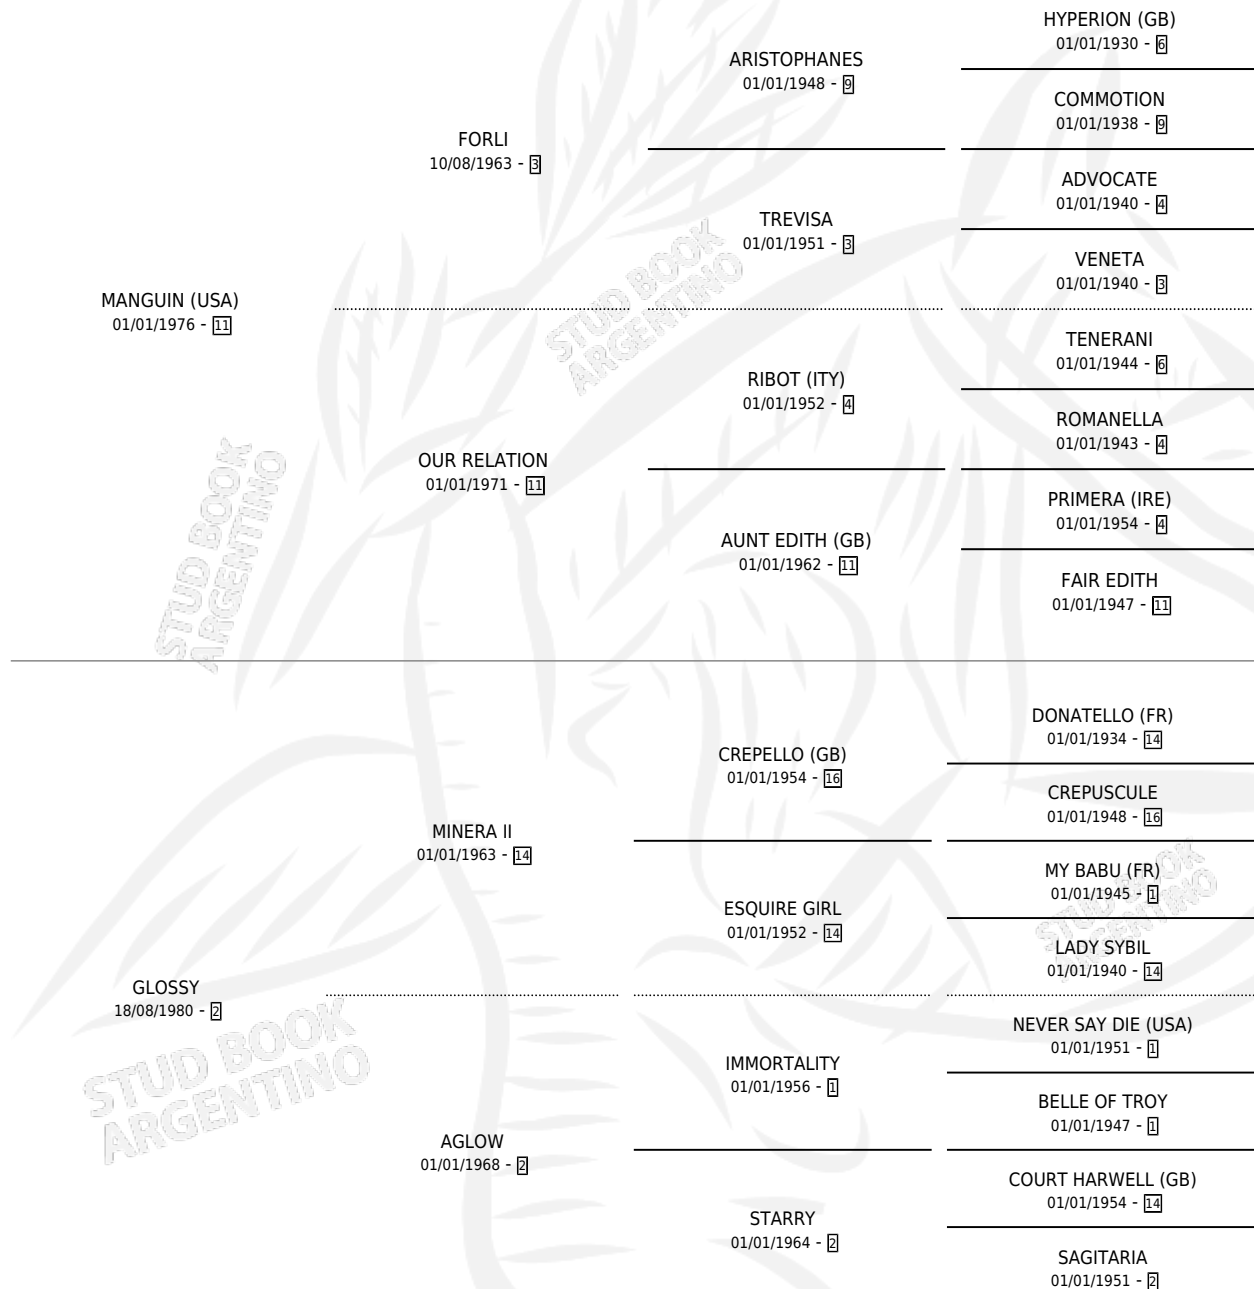 HYPERION (GB)
01/01/1930 - 6
ARISTOPHANES
01/01/1948 - 9
COMMOTION
01/01/1938 - 9
FORLI
10/08/1963 - 3
ADVOCATE
01/01/1940 - 4
TREVISA
01/01/1951 - 3
VENETA
01/01/1940 - 3
MANGUIN (USA)
01/01/1976 - 11
STUD BOOK
ARGENTINO
TENERANI
01/01/1944 - 6
RIBOT (ITY)
01/01/1952 - 4
ROMANELLA
01/01/1943 - 4
OUR RELATION
01/01/1971 - 11
PRIMERA (IRE)
01/01/1954 - 4
AUNT EDITH (GB)
01/01/1962 - 11
FAIR EDITH
01/01/1947 - 11
STUD BOOK
ARGENTINO
DONATELLO (FR)
01/01/1934 - 14
CREPELLO (GB)
01/01/1954 - 16
CREPUSCULE
01/01/1948 - 16
MINERA II
01/01/1963 - 14
MY BABU (FR)
01/01/1945 - 1
ESQUIRE GIRL
01/01/1952 - 14
LADY SYBIL
01/01/1940 - 14
STUD BOOK
ARGENTINO
GLOSSY
18/08/1980 - 2
NEVER SAY DIE (USA)
01/01/1951 - 1
IMMORTALITY
01/01/1956 - 1
BELLE OF TROY
01/01/1947 - 1
STUD BOOK
ARGENTINO
AGLOW
01/01/1968 - 2
COURT HARWELL (GB)
01/01/1954 - 14
STARRY
01/01/1964 - 2
SAGITARIA
01/01/1951 - 2